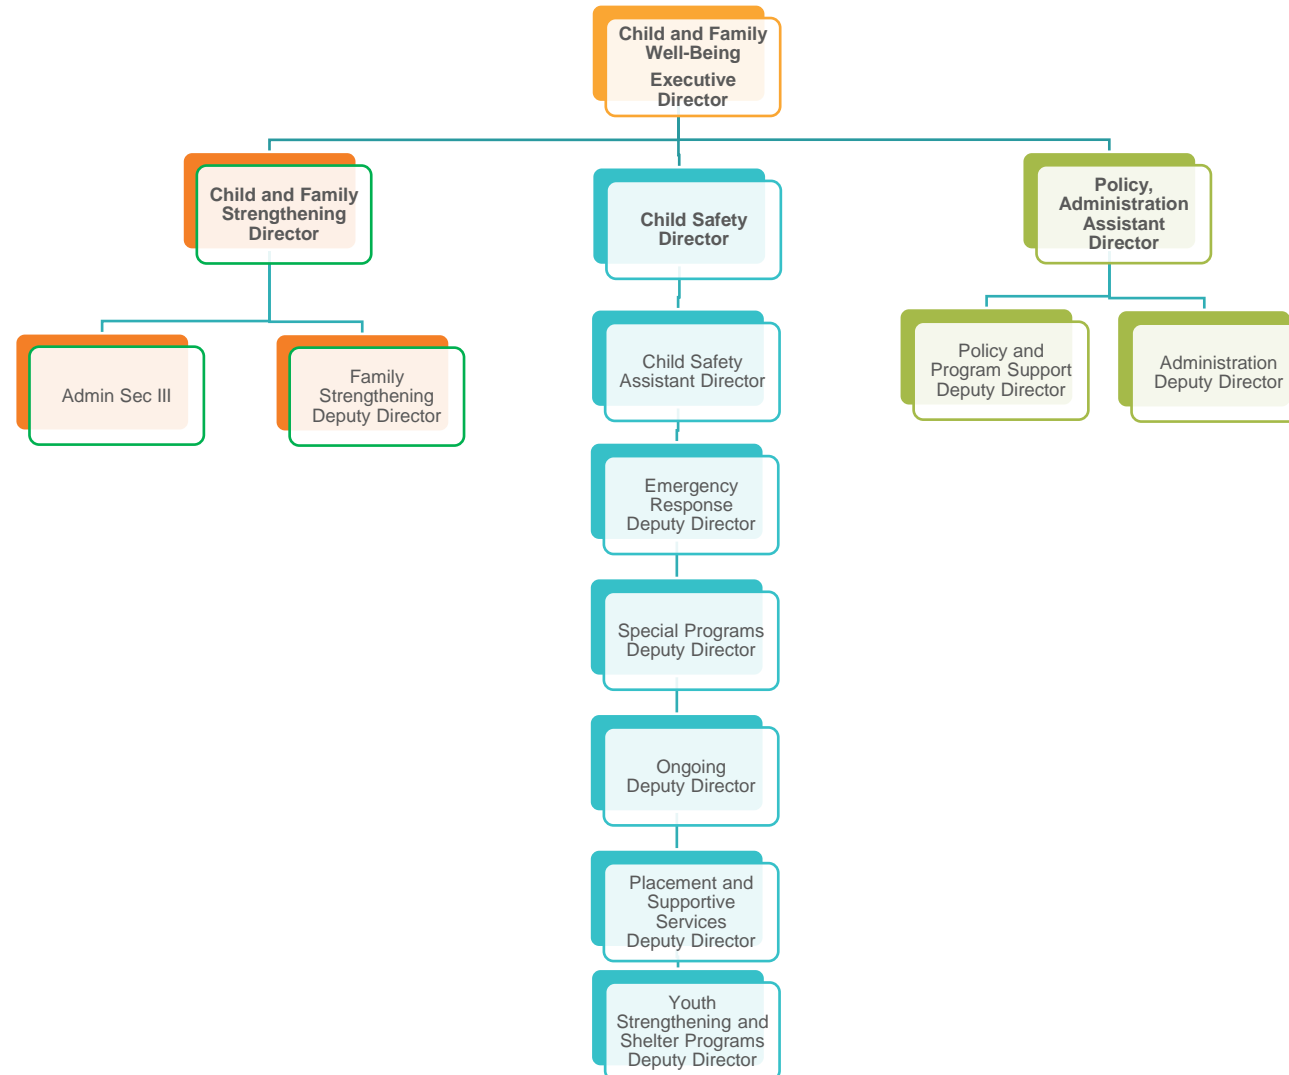 Child and Family
Well-Being
Executive
Director
Child and Family
Strengthening
Director
Child Safety
Director
Policy,
Administration
Assistant
Director
Admin Sec III
Family
Strengthening
Deputy Director
Child Safety
Assistant Director
Policy and
Program Support
Deputy Director
Administration
Deputy Director
Emergency
Response
Deputy Director
Special Programs
Deputy Director
Ongoing
Deputy Director
Placement and
Supportive
Services
Deputy Director
Youth
Strengthening and
Shelter Programs
Deputy Director